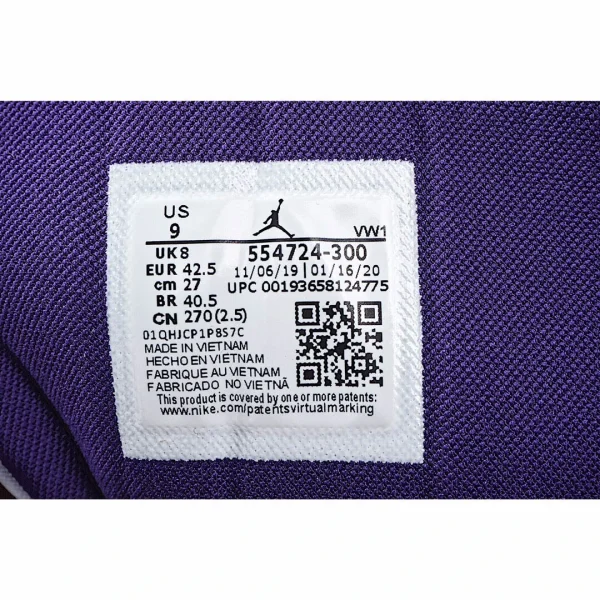 US
9
VW1
UK 8
EUR 42.5
cm 27
BR 40.5
CN 270 (2.5)
554724-300
11/06/19 | 01/16/20
UPC 00193658124775
01QHJCP1P8S7C
MADE IN VIETNAM
HECHO EN VIETNAM
FABRIQUE AU VIETNAM
FABRICADO NO VIETNÃ
This product is covered by one or more patents:
www.nike.com/patentsvirtualmarking